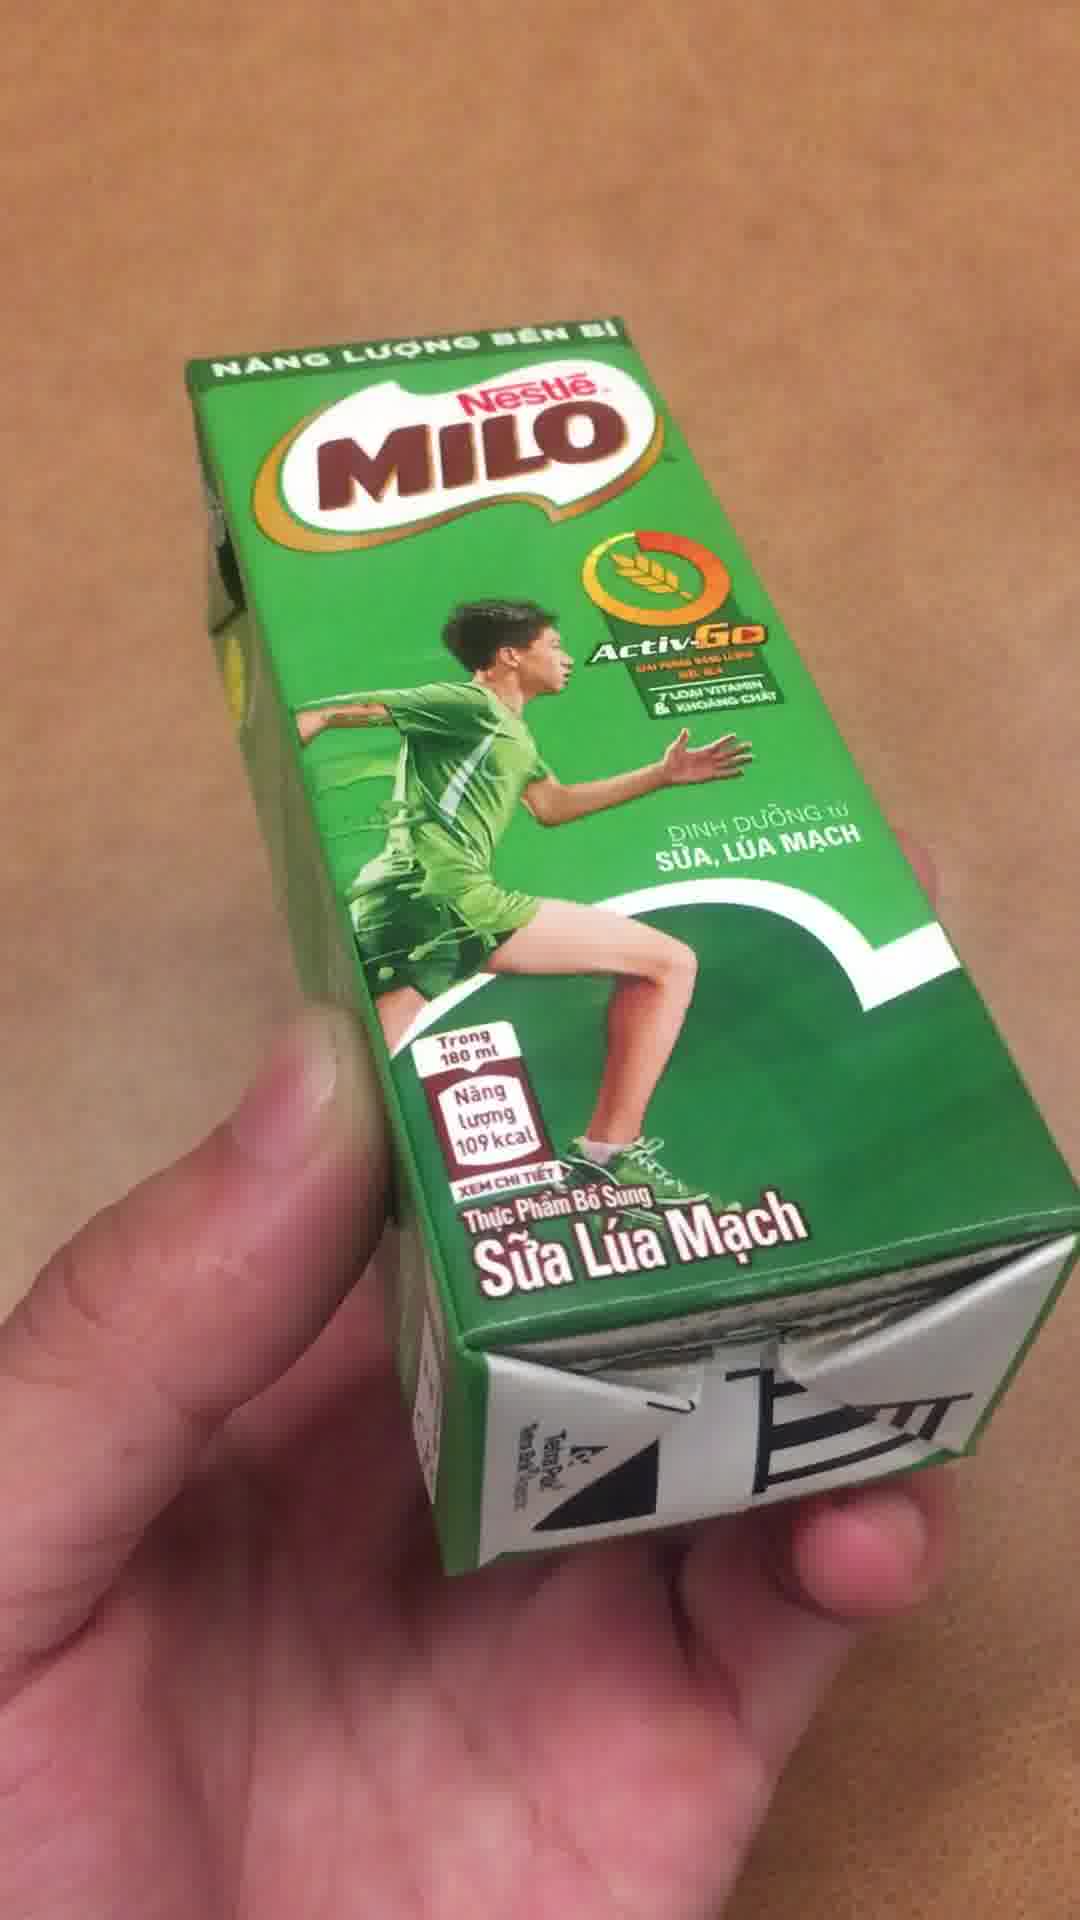 NĂNG LƯỢNG BỀN BỈ
Nestlé
MILO
Activ-Go
7 LOẠI VITAMIN
& KHOÁNG CHẤT
DINH DƯỠNG từ
SỮA, LÚA MẠCH
Trong
180 ml
Năng
lượng
109 kcal
XEM CHI TIẾT
Thực Phẩm Bổ Sung
Sữa Lúa Mạch
Tetra Pak